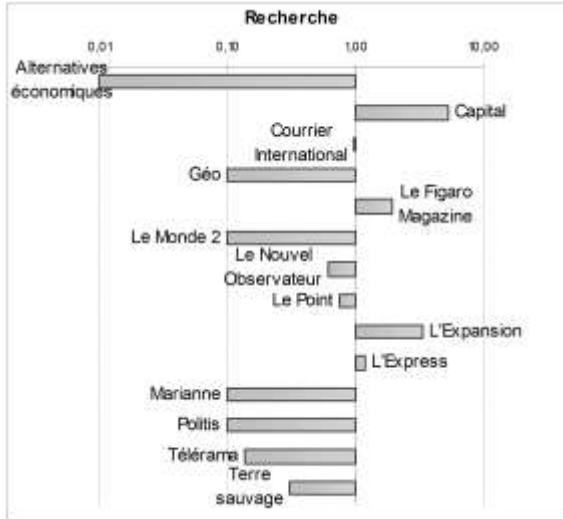 Recherche
0,01 0,10 1,00 10,00
Alternatives
économiques
Capital
Courrier
International
Géo
Le Figaro
Magazine
Le Monde 2
Le Nouvel
Observateur
Le Point
L'Expansion
L'Express
Marianne
Politis
Télérama
Terre
sauvage